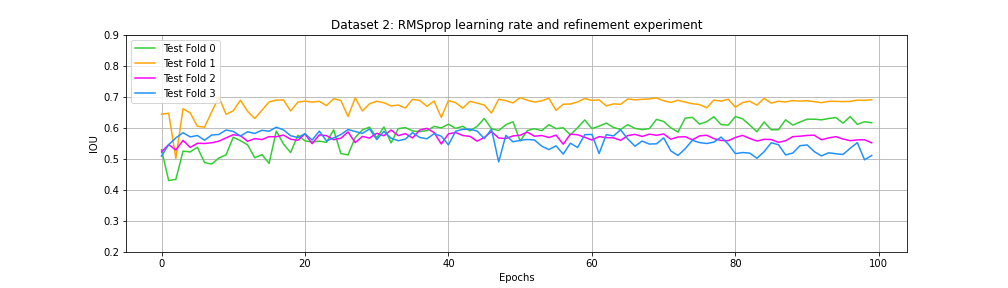 Dataset 2: RMSprop learning rate and refinement experiment
0.9
0.8
0.7
0.6
0.5
0.4
0.3
0.2
IOU
Test Fold 0
Test Fold 1
Test Fold 2
Test Fold 3
0
20
40
60
80
100
Epochs